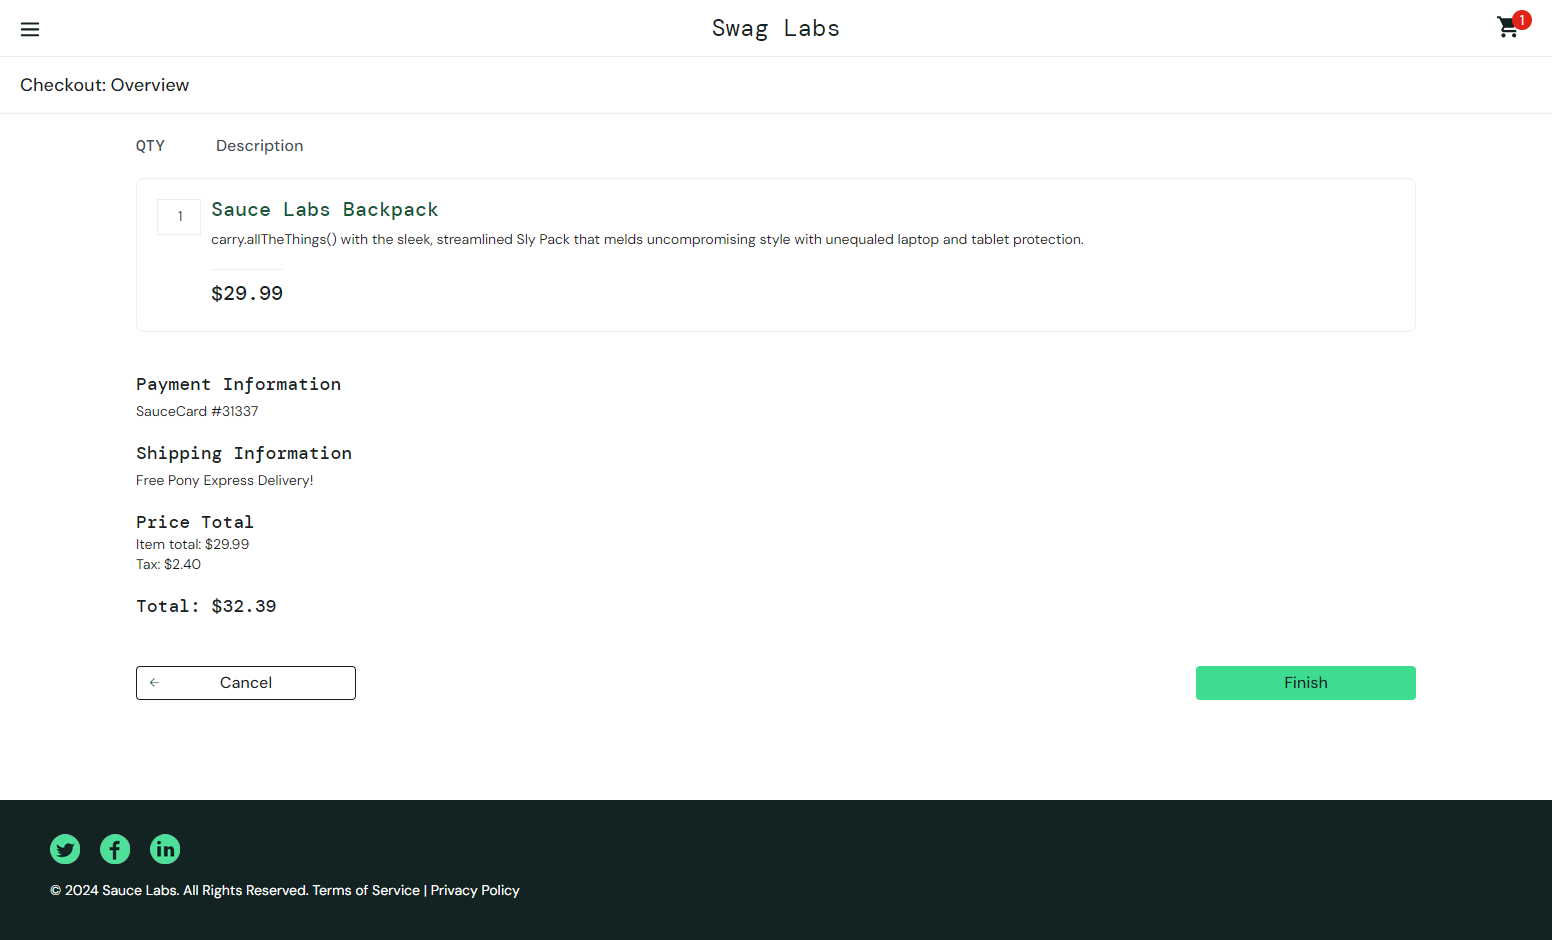 Swag Labs
1
Checkout: Overview
QTY Description
1
Sauce Labs Backpack
carry.allTheThings() with the sleek, streamlined Sly Pack that melds uncompromising style with unequaled laptop and tablet protection.
$29.99
Payment Information
SauceCard #31337
Shipping Information
Free Pony Express Delivery!
Price Total
Item total: $29.99
Tax: $2.40
Total: $32.39
Cancel
Finish
© 2024 Sauce Labs. All Rights Reserved. Terms of Service | Privacy Policy